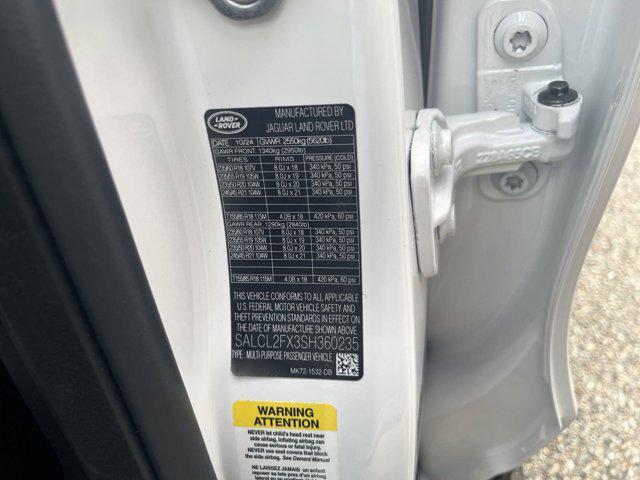 LAND
ROVER
MANUFACTURED BY
JAGUAR LAND ROVER LTD
DATE 10/24 GVWR 2550kg (5620lb)
GAWR FRONT: 1340kg (2950lb)
TIRES RIMS PRESSURE (COLD)
235/60 R18 107V 8.0J x 18 340 kPa, 50 psi
235/55 R19 105W 8.0J x 19 340 kPa, 50 psi
235/50 R20 104W 8.0J x 20 340 kPa, 50 psi
245/45 R21 104W 8.0J x 21 340 kPa, 50 psi
T155/85 R18 115M 4.0B x 18 420 kPa, 60 psi
GAWR REAR: 1290kg (2840lb)
235/60 R18 107V 8.0J x 18 340 kPa, 50 psi
235/55 R19 105W 8.0J x 19 340 kPa, 50 psi
235/50 R20 104W 8.0J x 20 340 kPa, 50 psi
245/45 R21 104W 8.0J x 21 340 kPa, 50 psi
T155/85 R18 115M 4.0B x 18 420 kPa, 60 psi
THIS VEHICLE CONFORMS TO ALL APPLICABLE
U.S. FEDERAL MOTOR VEHICLE SAFETY AND
THEFT PREVENTION STANDARDS IN EFFECT
ON THE DATE OF MANUFACTURE SHOWN ABOVE
SALCL2FX3SH360235
TYPE: MULTI-PURPOSE PASSENGER VEHICLE
MK72-1532-DB
WARNING
ATTENTION
NEVER let child's head rest near
side airbag. Inflating airbag can
cause serious or fatal injury.
NEVER use seat covers that block
the side airbag. See Owners Manual
NE LAISSEZ JAMAIS un enfant